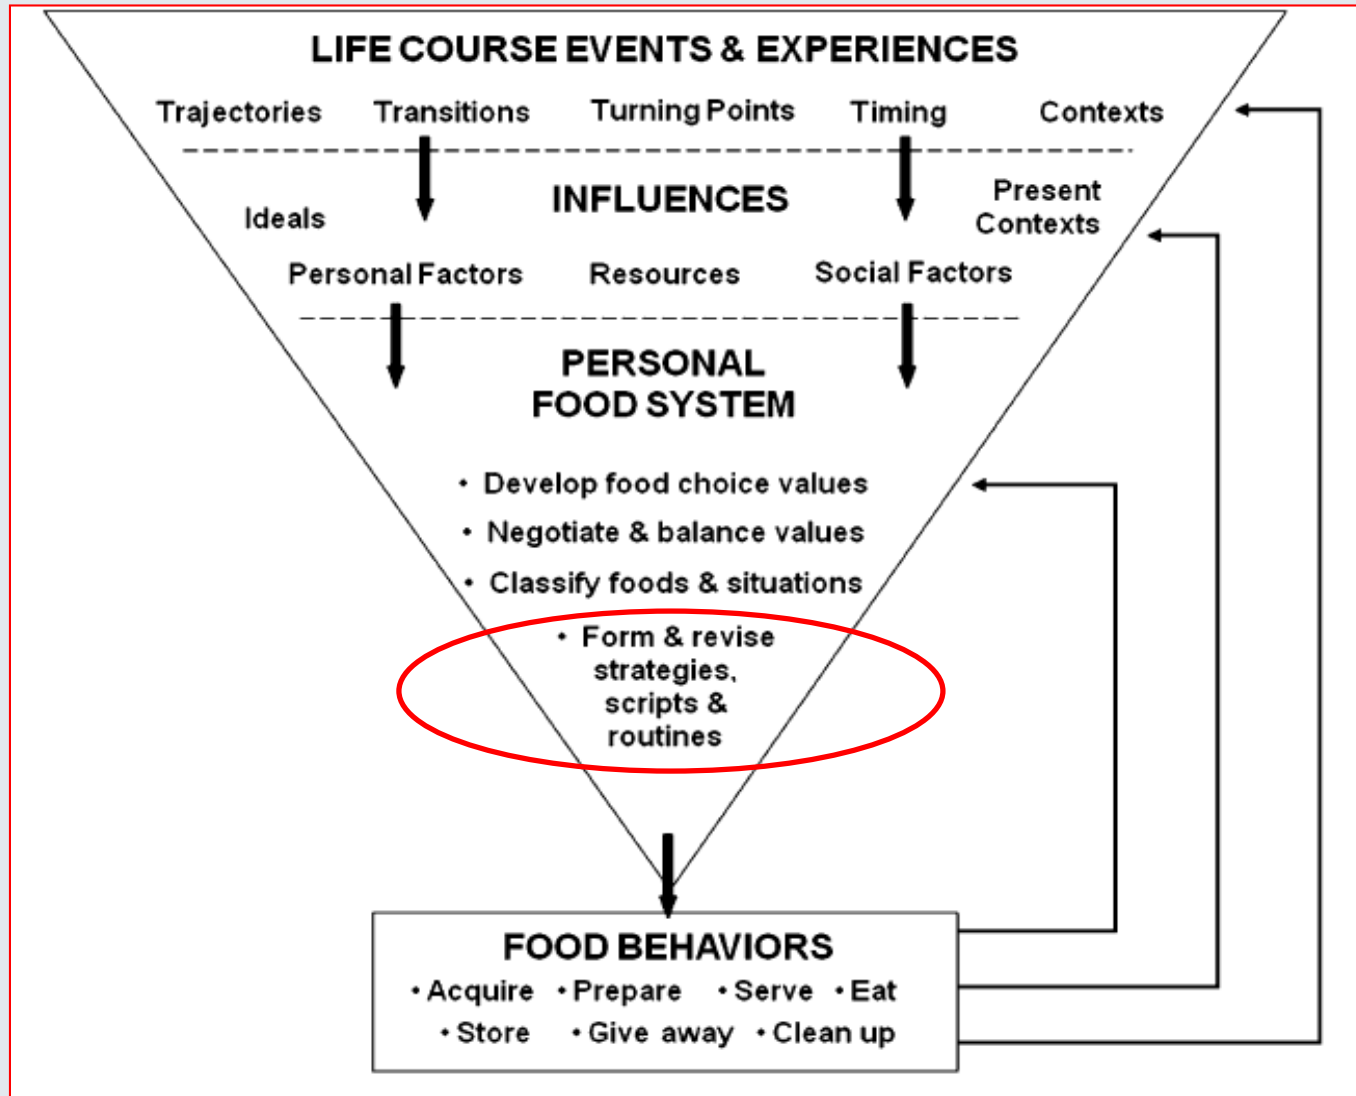 LIFE COURSE EVENTS & EXPERIENCES
Trajectories Transitions Turning Points Timing Contexts
INFLUENCES
Ideals
Present
Contexts
Personal Factors Resources Social Factors
PERSONAL
FOOD SYSTEM
• Develop food choice values
• Negotiate & balance values
• Classify foods & situations
• Form & revise
strategies,
scripts &
routines
FOOD BEHAVIORS
• Acquire • Prepare • Serve • Eat
• Store • Give away • Clean up